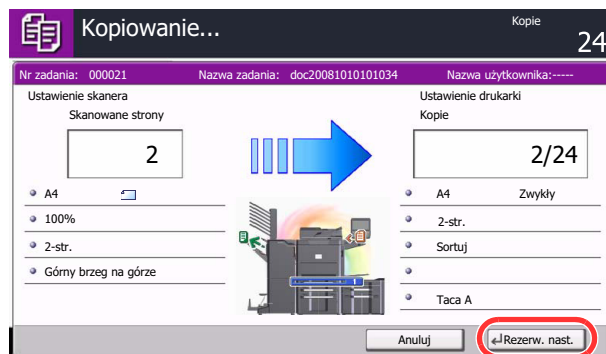 Kopiowanie...
Kopie
24
Nr zadania: 000021 Nazwa zadania: doc20081010101034 Nazwa użytkownika:-----
Ustawienie skanera
Skanowane strony
2
A4
100%
2-str.
Górny brzeg na górze
Ustawienie drukarki
Kopie
2/24
A4 Zwykły
2-str.
Sortuj
Taca A
Anuluj
Rezerw. nast.